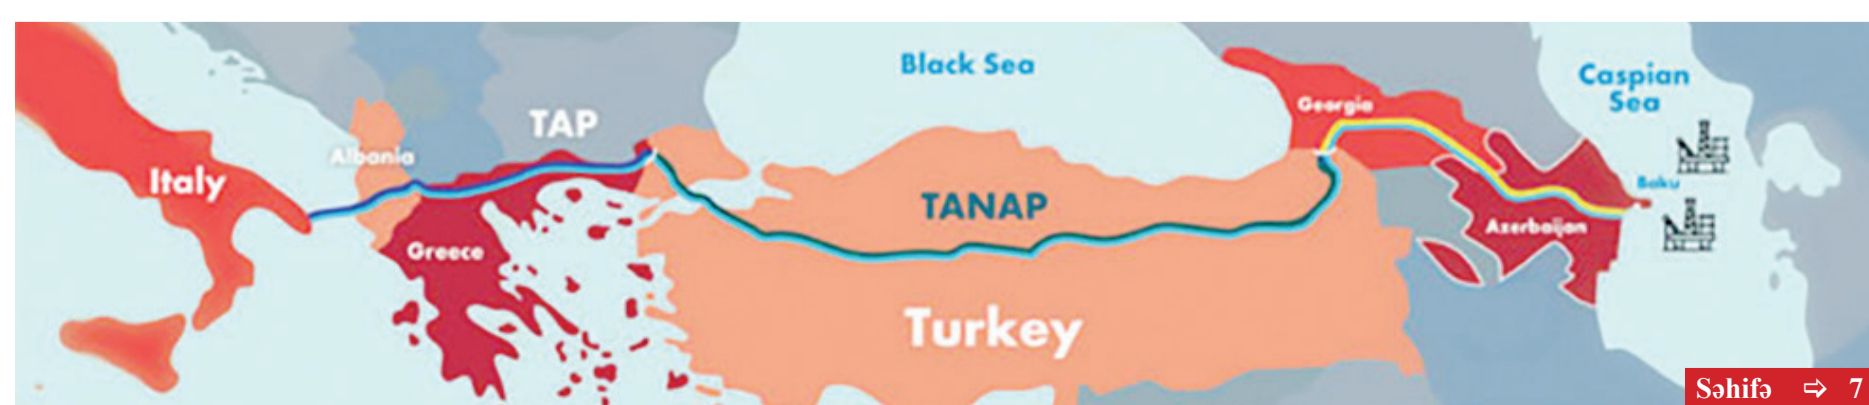 Black Sea
Caspian
Sea
Georgia
TAP
Albania
Italy
Baku
TANAP
Azerbaijan
Greece
Turkey
Səhifə ⇨ 7